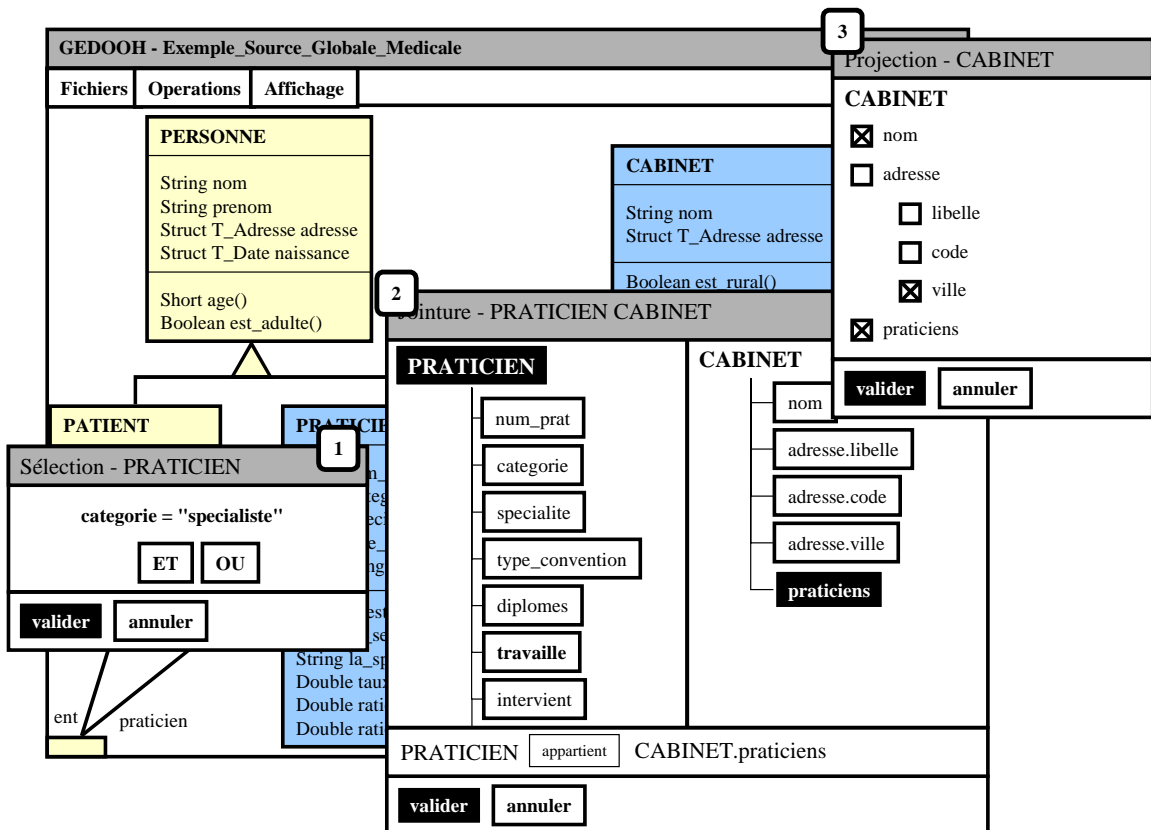 GEDOOH - Exemple_Source_Globale_Medicale
Fichiers Operations Affichage
PERSONNE
String nom
String prenom
Struct T_Adresse adresse
Struct T_Date naissance
Short age()
Boolean est_adulte()
CABINET
String nom
Struct T_Adresse adresse
Boolean est_rural()
3
Projection - CABINET
CABINET
nom
adresse
libelle
code
ville
praticiens
valider annuler
PATIENT
1
Sélection - PRATICIEN
categorie = "specialiste"
ET OU
valider annuler
String la_sp
Double taux
Double rati
Double rati
ent
praticien
2
Jointure - PRATICIEN CABINET
PRATICIEN
num_prat
categorie
specialite
type_convention
diplomes
travaille
intervient
CABINET
nom
adresse.libelle
adresse.code
adresse.ville
praticiens
PRATICIEN appartient CABINET.praticiens
valider annuler